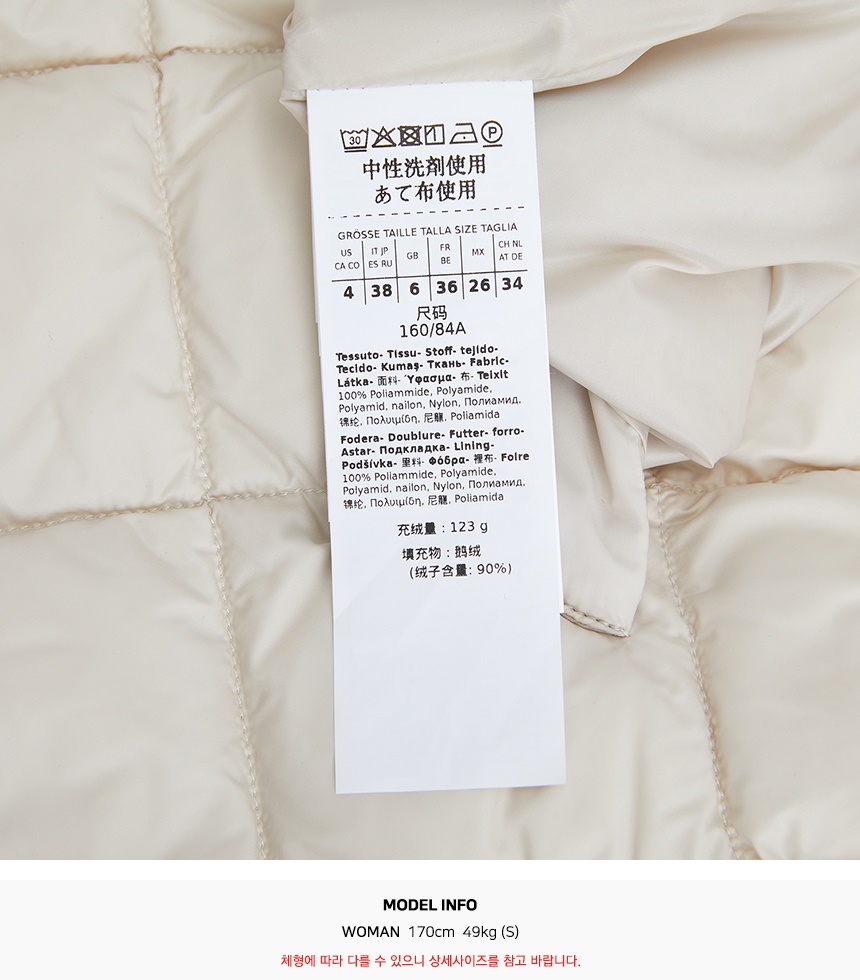 30
P
中性洗剤使用
あて布使用
GRÖSSE TAILLE TALLA SIZE TAGLIA
US CA CO IT JP ES RU GB FR BE MX CH NL AT DE
4 38 6 36 26 34
尺码
160/84A
Tessuto- Tissu- Stoff- tejido-
Tecido- Kumaş- Ткань- Fabric-
Látka- 面料- Ύφασμα- 布- Teixit
100% Poliammide, Polyamide,
Polyamid, nailon, Nylon, Полиамид,
锦纶, Πολυιμίδη, 尼龍, Poliamida
Fodera- Doublure- Futter- forro-
Astar- Подкладка- Lining-
Podšívka- 里料- Φόδρα- 裡布- Folre
100% Poliammide, Polyamide,
Polyamid, nailon, Nylon, Полиамид,
锦纶, Πολυιμίδη, 尼龍, Poliamida
充绒量 : 123 g
填充物 : 鹅绒
(绒子含量: 90%)
MODEL INFO
WOMAN 170cm 49kg (S)
체형에 따라 다를 수 있으니 상세사이즈를 참고 바랍니다.